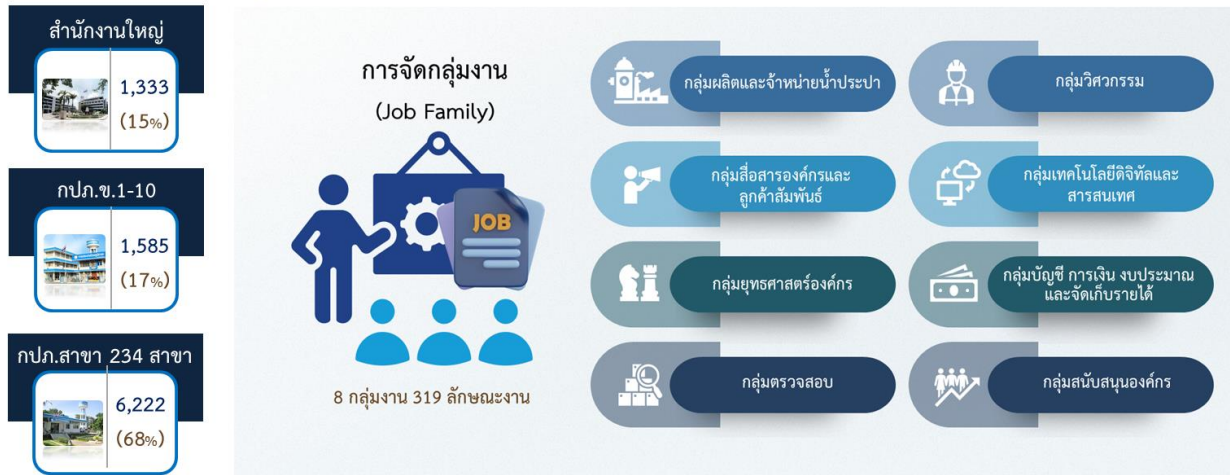 สำนักงานใหญ่
1,333
(15%)
กปภ.ข.1-10
1,585
(17%)
กปภ.สาขา 234 สาขา
6,222
(68%)
การจัดกลุ่มงาน
(Job Family)
JOB
8 กลุ่มงาน 319 ลักษณะงาน
กลุ่มผลิตและจำหน่ายน้ำประปา
กลุ่มวิศวกรรม
กลุ่มสื่อสารองค์กรและ
ลูกค้าสัมพันธ์
กลุ่มเทคโนโลยีดิจิทัลและ
สารสนเทศ
กลุ่มยุทธศาสตร์องค์กร
กลุ่มบัญชี การเงิน งบประมาณ
และจัดเก็บรายได้
กลุ่มตรวจสอบ
กลุ่มสนับสนุนองค์กร